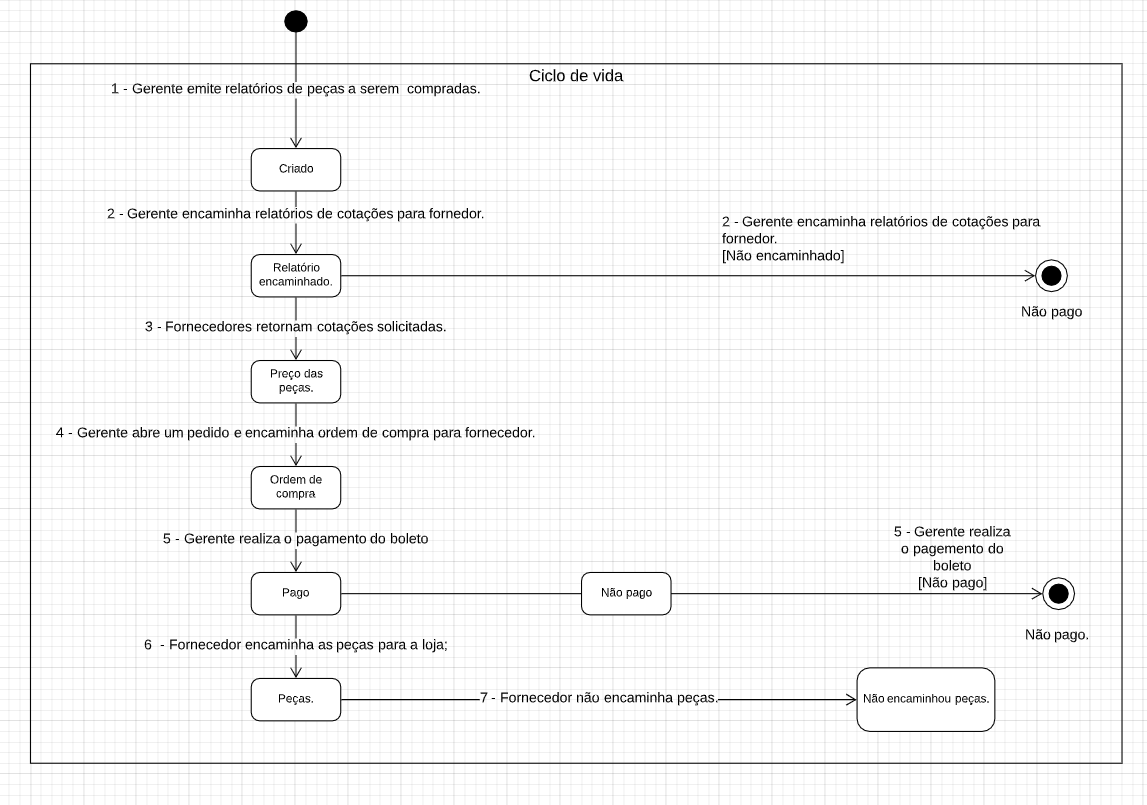 Ciclo de vida
1 - Gerente emite relatórios de peças a serem  compradas.
Criado
2 - Gerente encaminha relatórios de cotações para fornedor.
2 - Gerente encaminha relatórios de cotações para
fornedor.
[Não encaminhado]
Relatório
encaminhado.
Não pago
3 - Fornecedores retornam cotações solicitadas.
Preço das
peças.
4 - Gerente abre um pedido e encaminha ordem de compra para fornecedor.
Ordem de
compra
5 - Gerente realiza o pagamento do boleto
5 - Gerente realiza
o pagemento do
boleto
[Não pago]
Pago
Não pago
Não pago.
6  - Fornecedor encaminha as peças para a loja;
Peças.
7 - Fornecedor não encaminha peças.
Não encaminhou peças.